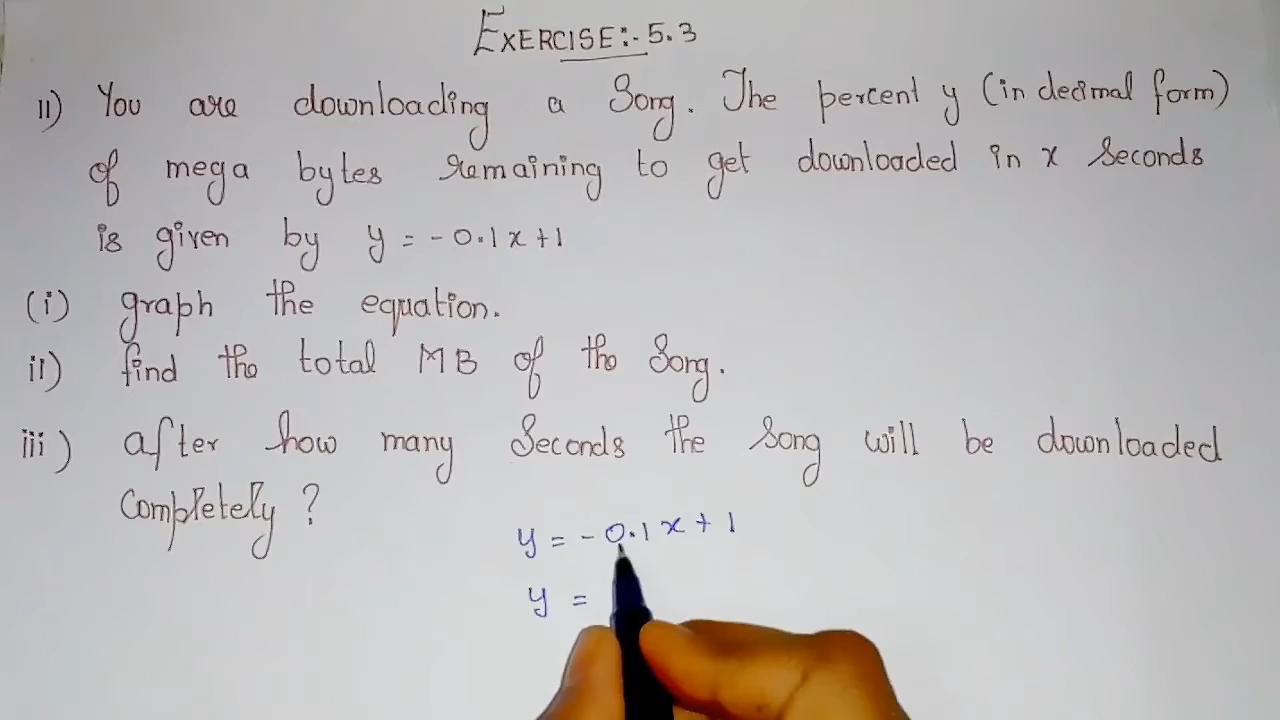 EXERCISE:- 5.3
11) You are downloading a Song. The percent y (in decimal form)
of mega bytes remaining to get downloaded in x seconds
is given by y = -0.1x+1
(i) graph the equation.
ii) find the total MB of the Song.
iii) after how many Seconds the song will be downloaded
Completely?
y = -0.1x + 1
y =